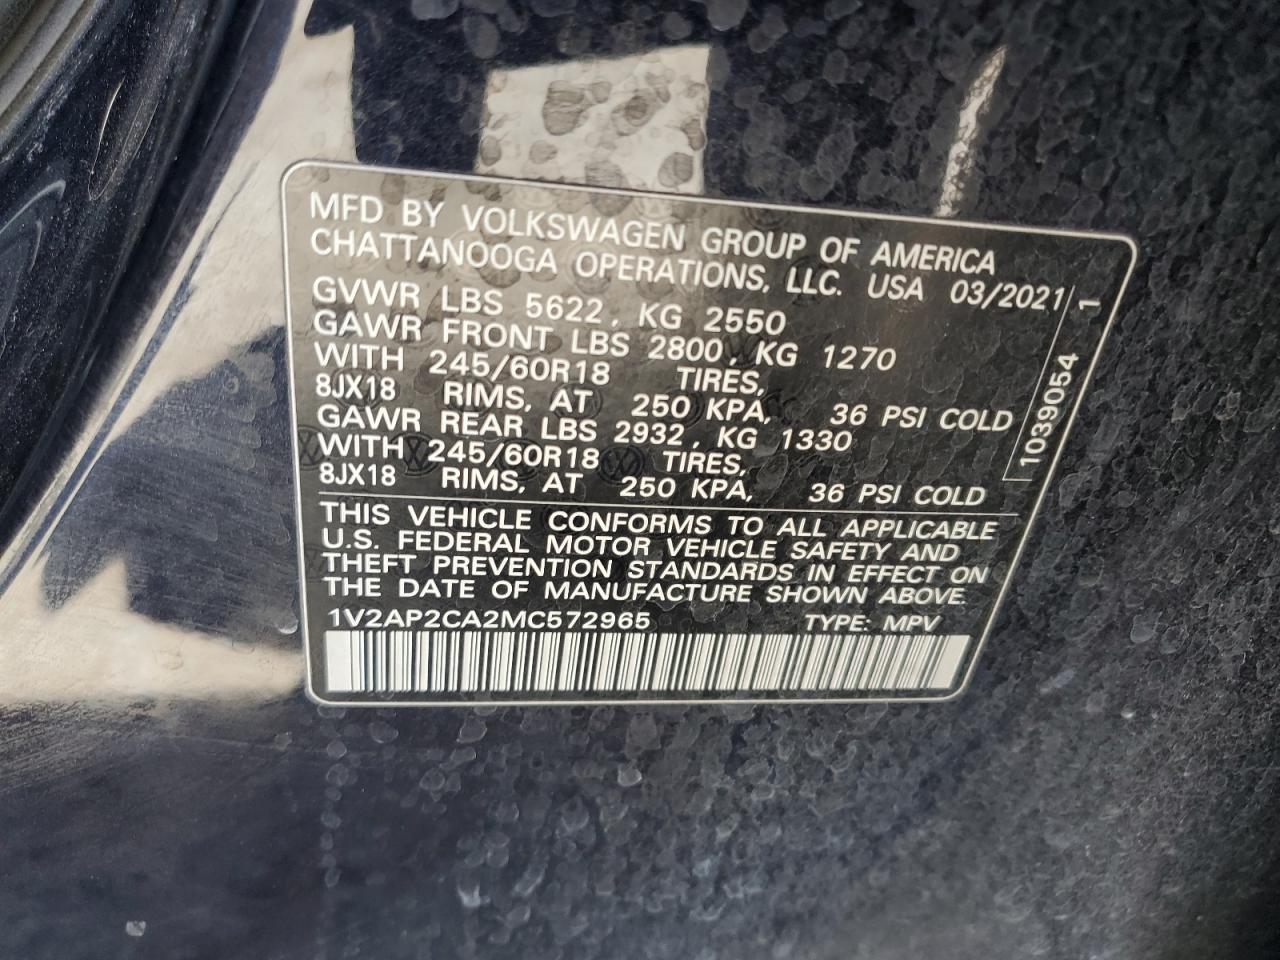 MFD BY VOLKSWAGEN GROUP OF AMERICA
CHATTANOOGA OPERATIONS, LLC. USA 03/2021
GVWR LBS 5622, KG 2550
GAWR FRONT LBS 2800, KG 1270
WITH 245/60R18 TIRES,
8JX18 RIMS, AT 250 KPA, 36 PSI COLD
GAWR REAR LBS 2932, KG 1330
WITH 245/60R18 TIRES,
8JX18 RIMS, AT 250 KPA, 36 PSI COLD
THIS VEHICLE CONFORMS TO ALL APPLICABLE
U.S. FEDERAL MOTOR VEHICLE SAFETY AND
THEFT PREVENTION STANDARDS IN EFFECT ON
THE DATE OF MANUFACTURE SHOWN ABOVE.
1V2AP2CA2MC572965 TYPE: MPV
1039054 1